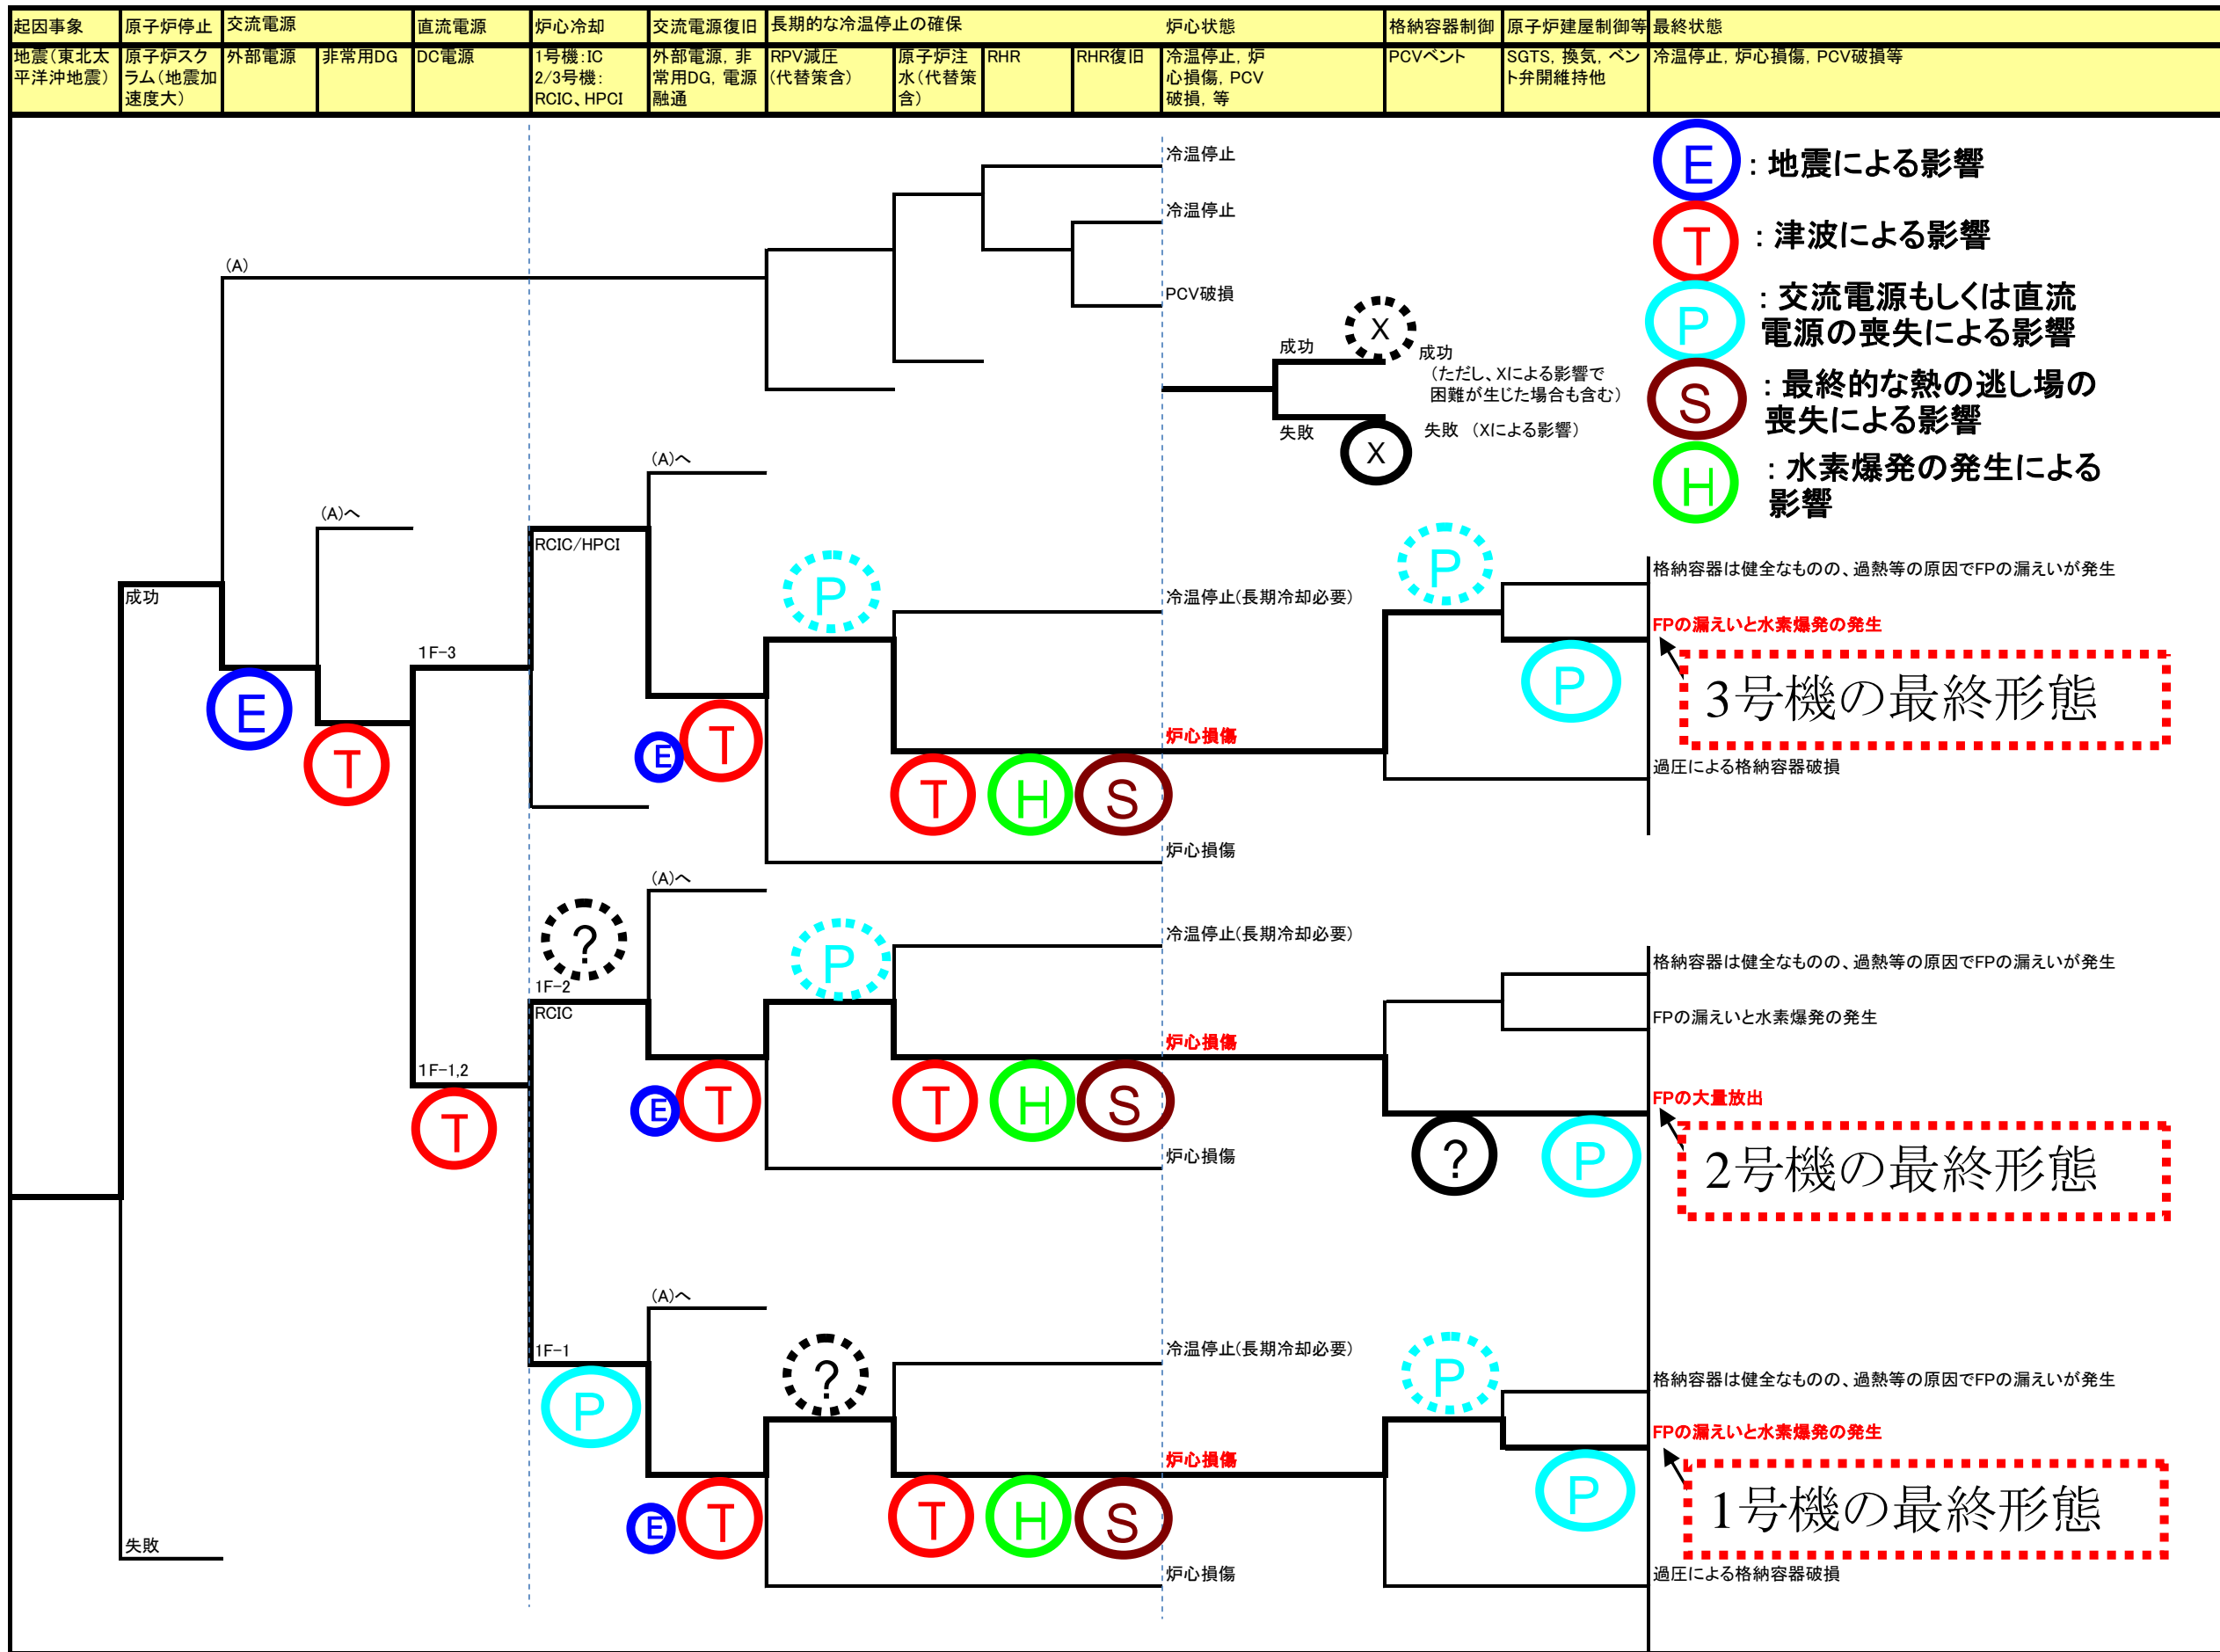 起因事象
原子炉停止
交流電源
直流電源
炉心冷却
交流電源復旧
長期的な冷温停止の確保
炉心状態
格納容器制御
原子炉建屋制御等
最終状態
地震(東北太
平洋沖地震)
原子炉スク
ラム(地震加
速度大)
外部電源
非常用DG
DC電源
1号機:IC
2/3号機:
RCIC、HPCI
外部電源, 非
常用DG, 電源
融通
RPV減圧
(代替策含)
原子炉注
水(代替策
含)
RHR
RHR復旧
冷温停止, 炉
心損傷, PCV
破損, 等
PCVベント
SGTS, 換気, ベン
ト弁開維持他
冷温停止, 炉心損傷, PCV破損等
冷温停止
冷温停止
PCV破損
(A)
E
:地震による影響
T
:津波による影響
P
:交流電源もしくは直流
電源の喪失による影響
S
:最終的な熱の逃し場の
喪失による影響
H
:水素爆発の発生による
影響
成功
X
成功
(ただし、Xによる影響で
困難が生じた場合も含む)
失敗
X
失敗 (Xによる影響)
(A)へ
(A)へ
RCIC/HPCI
成功
1F-3
E
T
P
冷温停止(長期冷却必要)
P
格納容器は健全なものの、過熱等の原因でFPの漏えいが発生
FPの漏えいと水素爆発の発生
3号機の最終形態
P
E
T
炉心損傷
T
H
S
過圧による格納容器破損
炉心損傷
(A)へ
?
1F-2
RCIC
P
冷温停止(長期冷却必要)
格納容器は健全なものの、過熱等の原因でFPの漏えいが発生
FPの漏えいと水素爆発の発生
1F-1,2
T
E
T
炉心損傷
T
H
S
FPの大量放出
?
P
2号機の最終形態
炉心損傷
(A)へ
1F-1
P
?
冷温停止(長期冷却必要)
P
格納容器は健全なものの、過熱等の原因でFPの漏えいが発生
FPの漏えいと水素爆発の発生
P
1号機の最終形態
E
T
炉心損傷
T
H
S
失敗
炉心損傷
過圧による格納容器破損